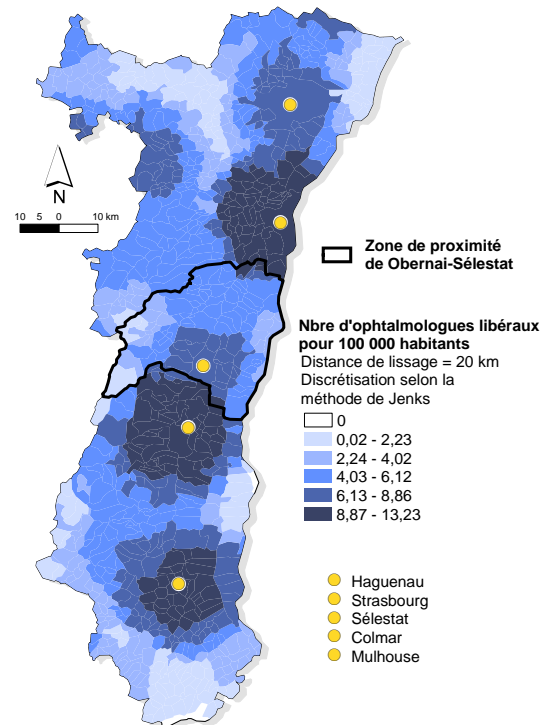 N
10 5 0 10 km
Zone de proximité
de Obernai-Sélestat
Nbre d'ophtalmologues libéraux
pour 100 000 habitants
Distance de lissage = 20 km
Discrétisation selon la
méthode de Jenks
0
0,02 - 2,23
2,24 - 4,02
4,03 - 6,12
6,13 - 8,86
8,87 - 13,23
Haguenau
Strasbourg
Sélestat
Colmar
Mulhouse